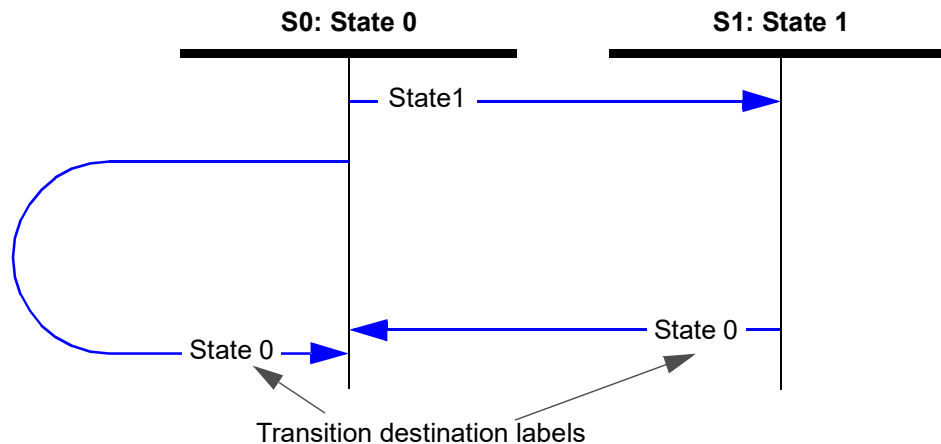 S0: State 0
S1: State 1
State1
State 0
State 0
Transition destination labels